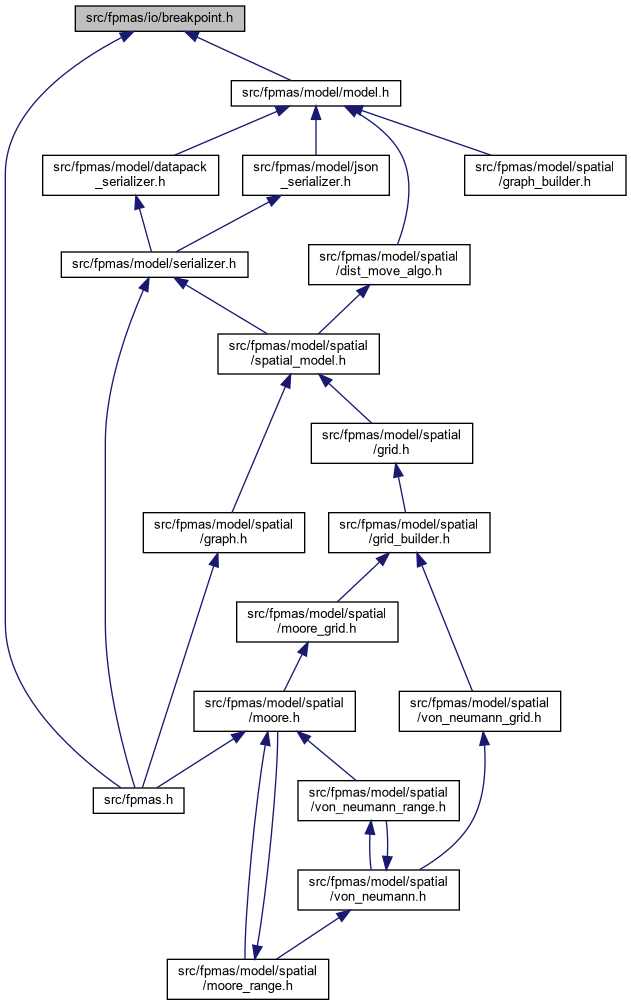 src/fpmas/io/breakpoint.h
src/fpmas/model/model.h
src/fpmas/model/datapack
_serializer.h
src/fpmas/model/json
_serializer.h
src/fpmas/model/spatial
/graph_builder.h
src/fpmas/model/serializer.h
src/fpmas/model/spatial
/dist_move_algo.h
src/fpmas/model/spatial
/spatial_model.h
src/fpmas/model/spatial
/grid.h
src/fpmas/model/spatial
/graph.h
src/fpmas/model/spatial
/grid_builder.h
src/fpmas/model/spatial
/moore_grid.h
src/fpmas/model/spatial
/moore.h
src/fpmas/model/spatial
/von_neumann_grid.h
src/fpmas.h
src/fpmas/model/spatial
/von_neumann_range.h
src/fpmas/model/spatial
/von_neumann.h
src/fpmas/model/spatial
/moore_range.h